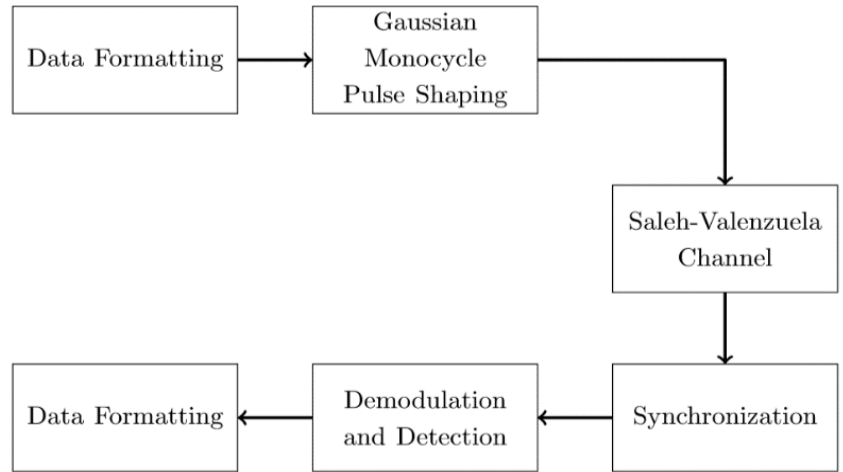 Data Formatting
Gaussian
Monocycle
Pulse Shaping
Saleh-Valenzuela
Channel
Data Formatting
Demodulation
and Detection
Synchronization